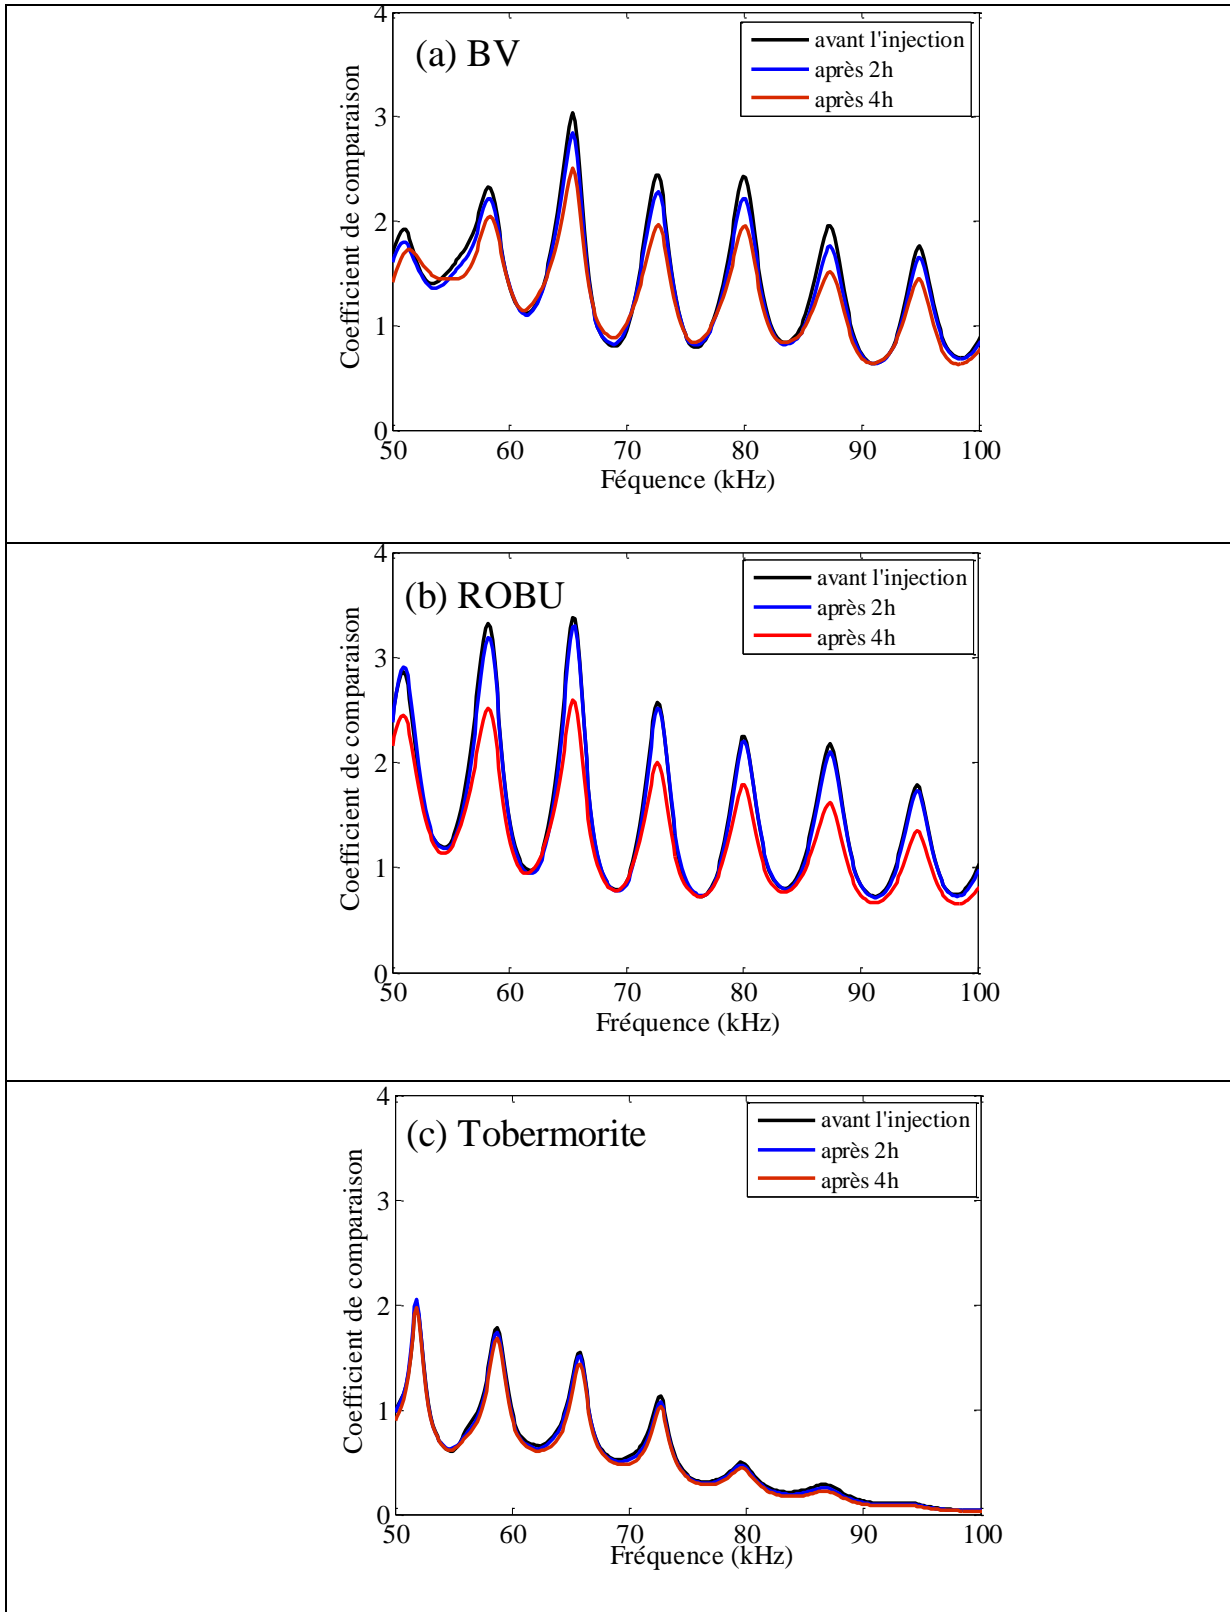 (a) BV
avant l'injection
après 2h
après 4h
Coefficient de comparaison
4
3
2
1
0
50 60 70 80 90 100
Féquence (kHz)
(b) ROBU
avant l'injection
après 2h
après 4h
Coefficient de comparaison
4
3
2
1
0
50 60 70 80 90 100
Fréquence (kHz)
(c) Tobermorite
avant l'injection
après 2h
après 4h
Coefficient de comparaison
4
3
2
1
0
50 60 70 80 90 100
Fréquence (kHz)